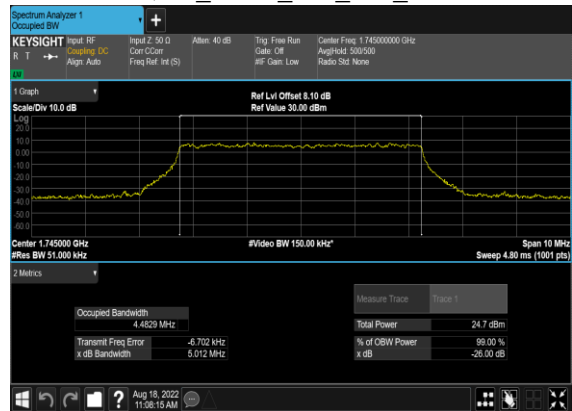 Spectrum Analyzer 1
Occupied BW
+
KEYSIGHT
R T
LW
Input: RF
Coupling: DC
Align: Auto
Input Z: 50 Ω
Corr CCorr
Freq Ref: Int (S)
Atten: 40 dB
Trig: Free Run
Gate: Off
#IF Gain: Low
Center Freq: 1.745000000 GHz
Avg|Hold: 500/500
Radio Std: None
1 Graph
Scale/Div 10.0 dB
Ref Lvl Offset 8.10 dB
Ref Value 30.00 dBm
Log
20.0
10.0
0.00
-10.0
-20.0
-30.0
-40.0
-50.0
-60.0
Center 1.745000 GHz
#Video BW 150.00 kHz*
Span 10 MHz
#Res BW 51.000 kHz
Sweep 4.80 ms (1001 pts)
2 Metrics
Measure Trace
Trace 1
Occupied Bandwidth
4.4829 MHz
Total Power
24.7 dBm
Transmit Freq Error
-6.702 kHz
% of OBW Power
99.00 %
x dB Bandwidth
5.012 MHz
x dB
-26.00 dB
?
Aug 18, 2022
11:08:15 AM